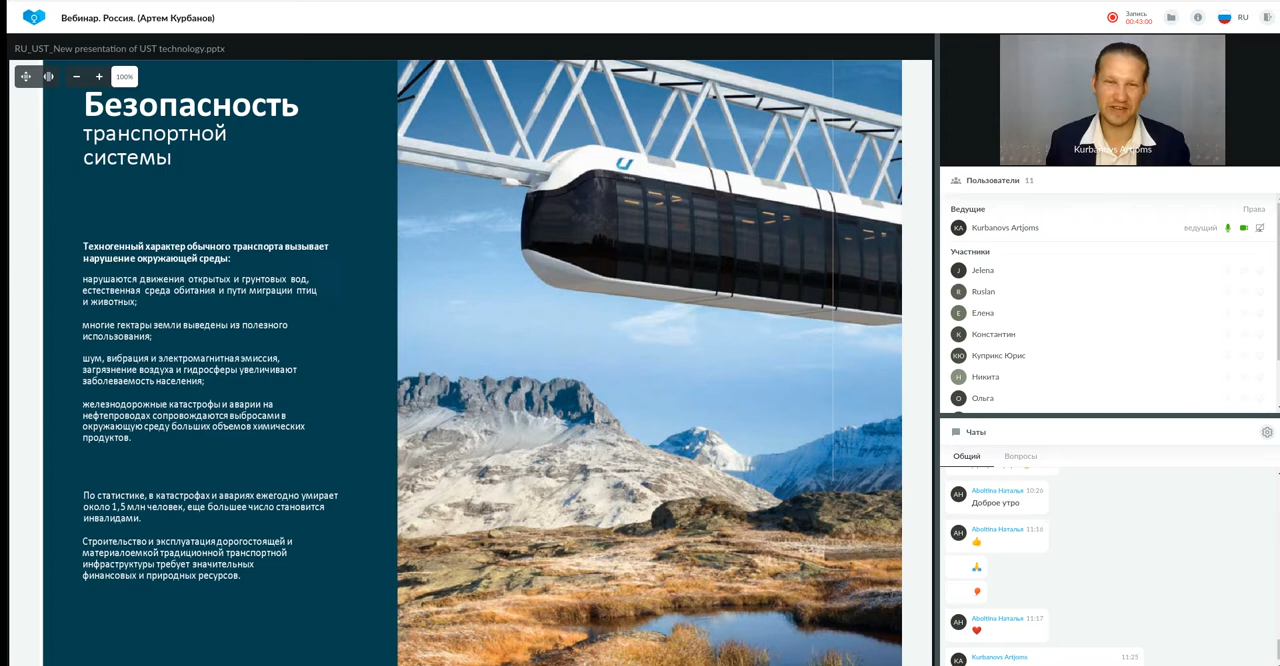 Вебинар. Россия. (Артем Курбанов)
Запись
00:43:00
RU
RU_UST_New presentation of UST technology.pptx
100%
Безопасность
транспортной
системы
Техногенный характер обычного транспорта вызывает
нарушение окружающей среды:
нарушаются движения открытых и грунтовых вод,
естественная среда обитания и пути миграции птиц
и животных;
многие гектары земли выведены из полезного
использования;
шум, вибрация и электромагнитная эмиссия,
загрязнение воздуха и гидросферы увеличивают
заболеваемость населения;
железнодорожные катастрофы и аварии на
нефтепроводах сопровождаются выбросами в
окружающую среду больших объемов химических
продуктов.
По статистике, в катастрофах и авариях ежегодно умирает
около 1,5 млн человек, еще большее число становится
инвалидами.
Строительство и эксплуатация дорогостоящей и
материалоемкой традиционной транспортной
инфраструктуры требует значительных
финансовых и природных ресурсов.
Kurbanovs Artjoms
Пользователи 11
Ведущие Права
KA Kurbanovs Artjoms ведущий
Участники
J Jelena
R Ruslan
Е Елена
К Константин
КЮ Куприкс Юрис
Н Никита
О Ольга
Чаты
Общий Вопросы
АН Aboltina Наталья 10:26
Доброе утро
АН Aboltina Наталья 11:16
👍
🙏
АН Aboltina Наталья 11:17
❤️
KA Kurbanovs Artjoms 11:25